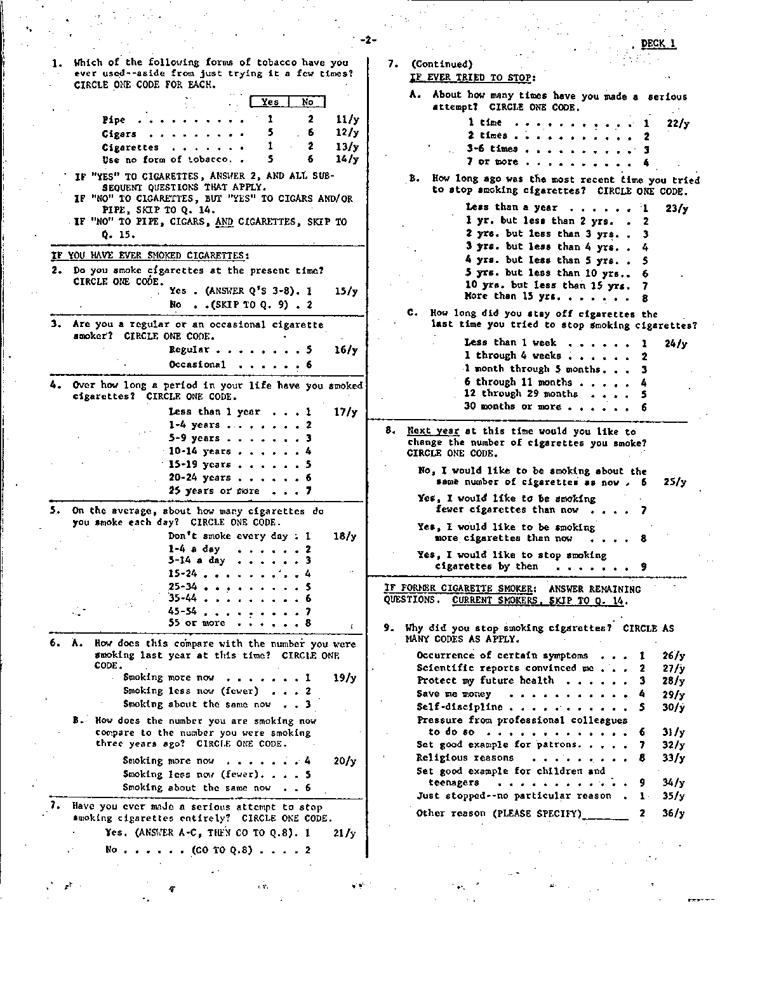 -2-
DECK 1
1. Which of the following forms of tobacco have you
ever used--aside from just trying it a few times?
CIRCLE ONE CODE FOR EACH.
Yes No
Pipe . . . . . . . . . . 1 2 11/y
Cigars . . . . . . . . . 5 6 12/y
Cigarettes . . . . . . . 1 2 13/y
Use no form of tobacco. . 5 6 14/y
IF "YES" TO CIGARETTES, ANSWER 2, AND ALL SUB-
SEQUENT QUESTIONS THAT APPLY.
IF "NO" TO CIGARETTES, BUT "YES" TO CIGARS AND/OR
PIPE, SKIP TO Q. 14.
IF "NO" TO PIPE, CIGARS, AND CIGARETTES, SKIP TO
Q. 15.
IF YOU HAVE EVER SMOKED CIGARETTES:
2. Do you smoke cigarettes at the present time?
CIRCLE ONE CODE.
Yes . (ANSWER Q'S 3-8). 1 15/y
No . .(SKIP TO Q. 9) . 2
3. Are you a regular or an occasional cigarette
smoker? CIRCLE ONE CODE.
Regular . . . . . . . . 5 16/y
Occasional . . . . . . 6
4. Over how long a period in your life have you smoked
cigarettes? CIRCLE ONE CODE.
Less than 1 year . . . 1 17/y
1-4 years . . . . . . . 2
5-9 years . . . . . . . 3
10-14 years . . . . . . 4
15-19 years . . . . . . 5
20-24 years . . . . . . 6
25 years or more . . . 7
5. On the average, about how many cigarettes do
you smoke each day? CIRCLE ONE CODE.
Don't smoke every day . 1 18/y
1-4 a day . . . . . . 2
5-14 a day . . . . . . 3
15-24 . . . . . . . . . 4
25-34 . . . . . . . . . 5
35-44 . . . . . . . . . 6
45-54 . . . . . . . . . 7
55 or more . . . . . . 8
6. A. How does this compare with the number you were
smoking last year at this time? CIRCLE ONE
CODE.
Smoking more now . . . . . . . 1 19/y
Smoking less now (fewer) . . . 2
Smoking about the same now . . 3
B. How does the number you are smoking now
compare to the number you were smoking
three years ago? CIRCLE ONE CODE.
Smoking more now . . . . . . . 4 20/y
Smoking less now (fewer). . . . 5
Smoking about the same now . . 6
7. Have you ever made a serious attempt to stop
smoking cigarettes entirely? CIRCLE ONE CODE.
Yes. (ANSWER A-C, THEN GO TO Q.8). 1 21/y
No . . . . . . (GO TO Q.8) . . . . 2
7. (Continued)
IF EVER TRIED TO STOP:
A. About how many times have you made a serious
attempt? CIRCLE ONE CODE.
1 time . . . . . . . . . . . 1 22/y
2 times . . . . . . . . . . . 2
3-6 times . . . . . . . . . . 3
7 or more . . . . . . . . . . 4
B. How long ago was the most recent time you tried
to stop smoking cigarettes? CIRCLE ONE CODE.
Less than a year . . . . . . 1 23/y
1 yr. but less than 2 yrs. . 2
2 yrs. but less than 3 yrs. . 3
3 yrs. but less than 4 yrs. . 4
4 yrs. but less than 5 yrs. . 5
5 yrs. but less than 10 yrs.. 6
10 yrs. but less than 15 yrs. 7
More than 15 yrs. . . . . . . 8
C. How long did you stay off cigarettes the
last time you tried to stop smoking cigarettes?
Less than 1 week . . . . . . 1 24/y
1 through 4 weeks . . . . . . 2
1 month through 5 months. . . 3
6 through 11 months . . . . . 4
12 through 29 months . . . . 5
30 months or more . . . . . . 6
8. Next year at this time would you like to
change the number of cigarettes you smoke?
CIRCLE ONE CODE.
No, I would like to be smoking about the
same number of cigarettes as now . 6 25/y
Yes, I would like to be smoking
fewer cigarettes than now . . . . 7
Yes, I would like to be smoking
more cigarettes than now . . . . 8
Yes, I would like to stop smoking
cigarettes by then . . . . . . . 9
IF FORMER CIGARETTE SMOKER: ANSWER REMAINING
QUESTIONS. CURRENT SMOKERS, SKIP TO Q. 14.
9. Why did you stop smoking cigarettes? CIRCLE AS
MANY CODES AS APPLY.
Occurrence of certain symptoms . . . 1 26/y
Scientific reports convinced me . . . 2 27/y
Protect my future health . . . . . . 3 28/y
Save me money . . . . . . . . . . . 4 29/y
Self-discipline . . . . . . . . . . . 5 30/y
Pressure from professional colleagues
to do so . . . . . . . . . . . . . 6 31/y
Set good example for patrons. . . . . 7 32/y
Religious reasons . . . . . . . . . 8 33/y
Set good example for children and
teenagers . . . . . . . . . . . . 9 34/y
Just stopped--no particular reason . 1 35/y
Other reason (PLEASE SPECIFY)_______ 2 36/y